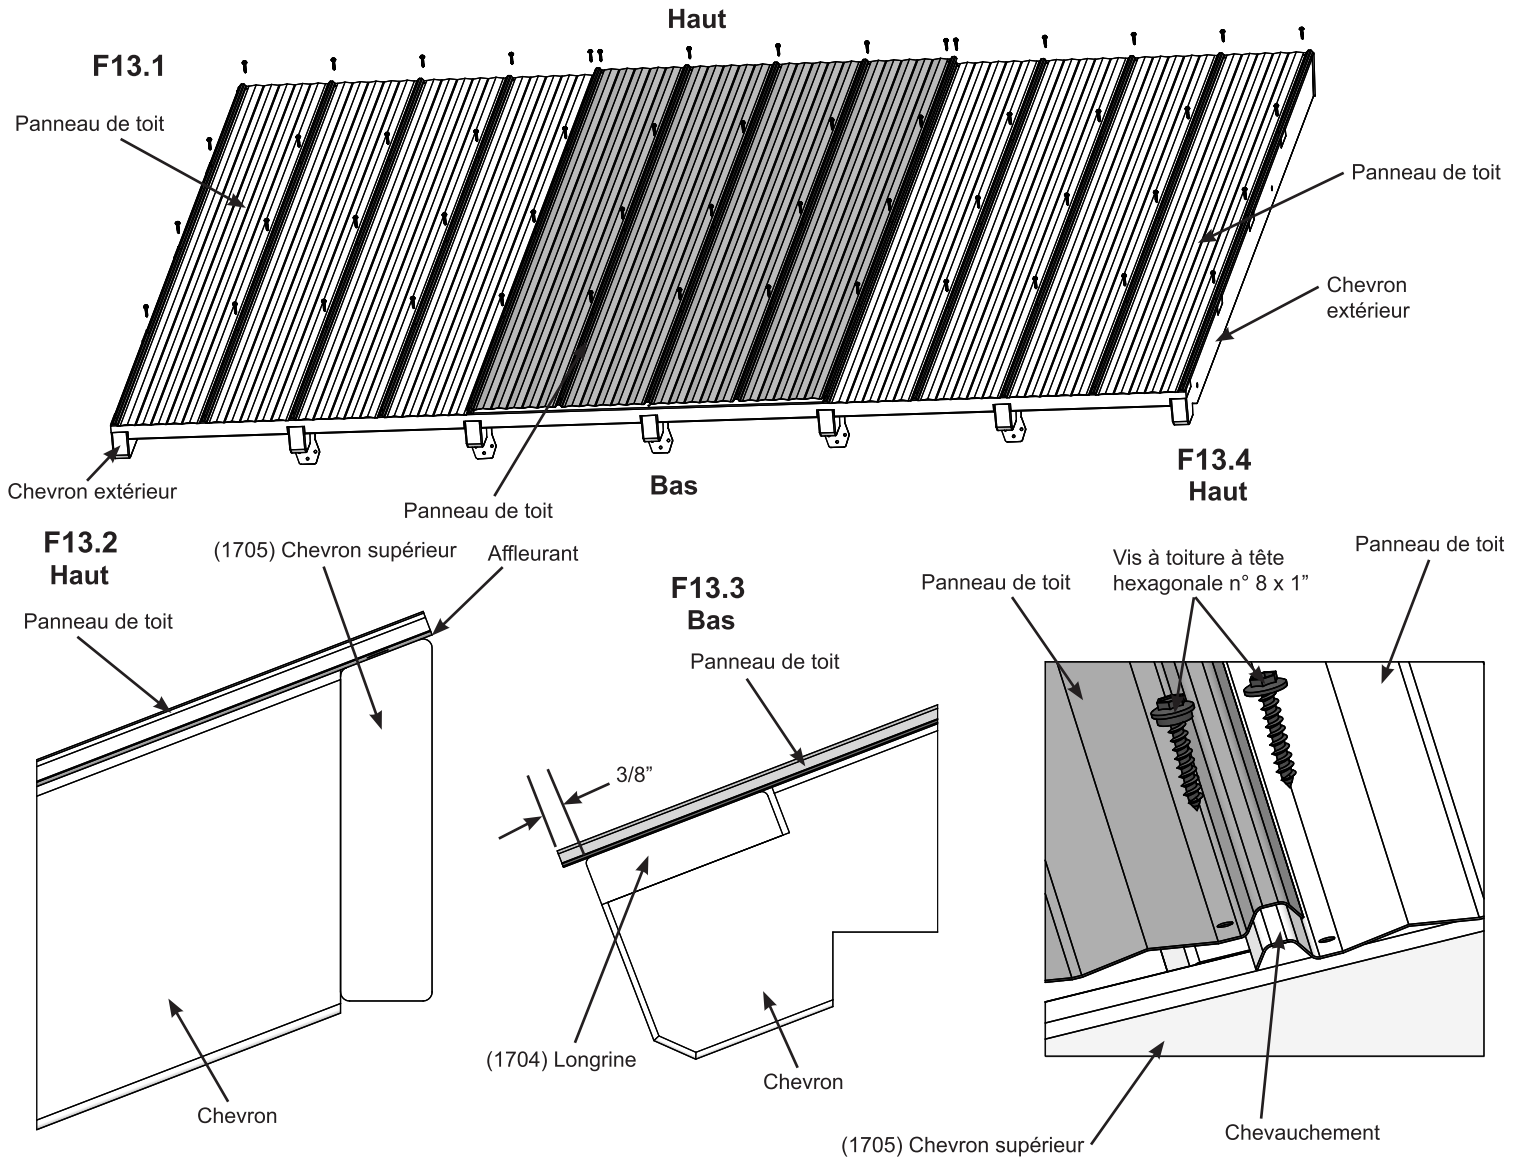 Haut
F13.1
Panneau de toit
Panneau de toit
Chevron
extérieur
F13.4
Haut
Bas
Chevron extérieur
Panneau de toit
F13.2
Haut
(1705) Chevron supérieur
Affleurant
Panneau de toit
Chevron
F13.3
Bas
Panneau de toit
3/8”
(1704) Longrine
Chevron
Panneau de toit
Vis à toiture à tête
hexagonale n° 8 x 1”
Panneau de toit
(1705) Chevron supérieur
Chevauchement